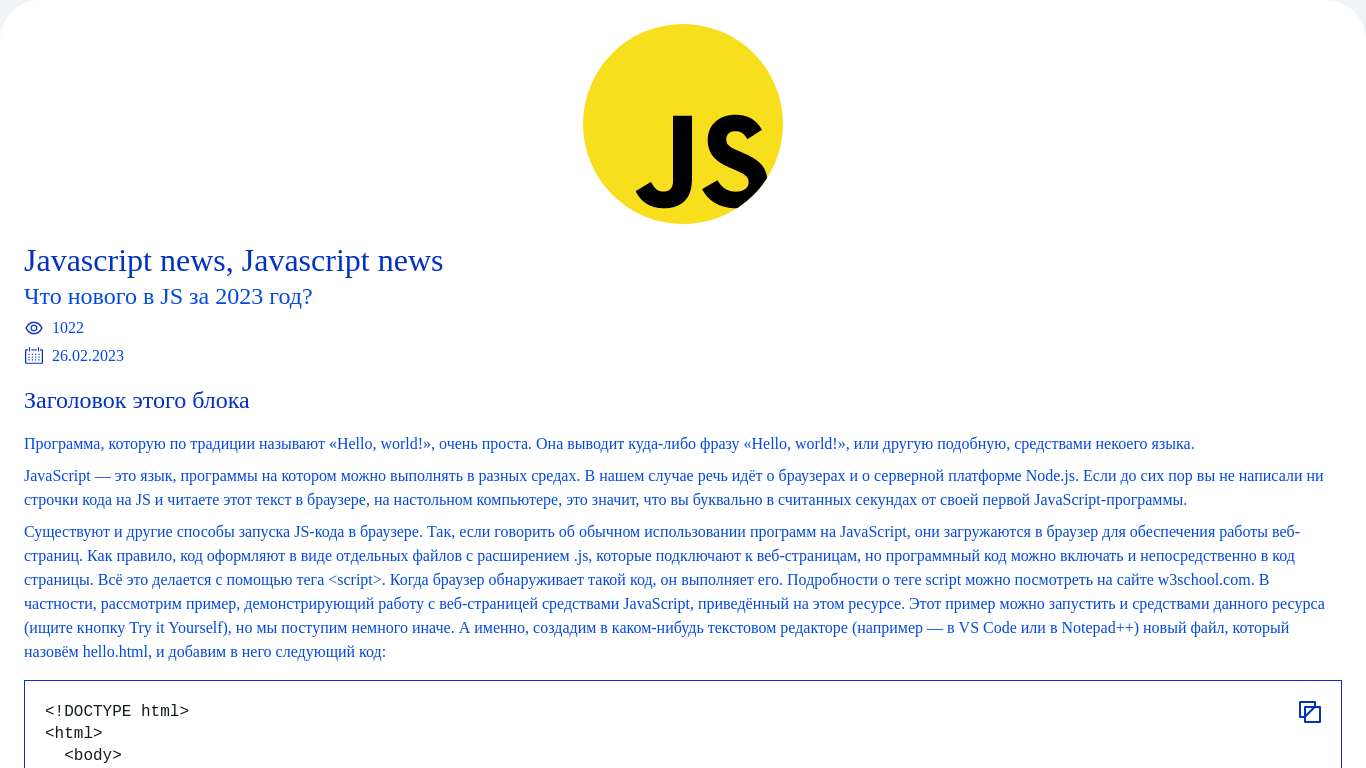 JS
Javascript news, Javascript news
Что нового в JS за 2023 год?
1022
26.02.2023
Заголовок этого блока
Программа, которую по традиции называют «Hello, world!», очень проста. Она выводит куда-либо фразу «Hello, world!», или другую подобную, средствами некоего языка.
JavaScript — это язык, программы на котором можно выполнять в разных средах. В нашем случае речь идёт о браузерах и о серверной платформе Node.js. Если до сих пор вы не написали ни
строчки кода на JS и читаете этот текст в браузере, на настольном компьютере, это значит, что вы буквально в считанных секундах от своей первой JavaScript-программы.
Существуют и другие способы запуска JS-кода в браузере. Так, если говорить об обычном использовании программ на JavaScript, они загружаются в браузер для обеспечения работы веб-
страниц. Как правило, код оформляют в виде отдельных файлов с расширением .js, которые подключают к веб-страницам, но программный код можно включать и непосредственно в код
страницы. Всё это делается с помощью тега <script>. Когда браузер обнаруживает такой код, он выполняет его. Подробности о теге script можно посмотреть на сайте w3school.com. В
частности, рассмотрим пример, демонстрирующий работу с веб-страницей средствами JavaScript, приведённый на этом ресурсе. Этот пример можно запустить и средствами данного ресурса
(ищите кнопку Try it Yourself), но мы поступим немного иначе. А именно, создадим в каком-нибудь текстовом редакторе (например — в VS Code или в Notepad++) новый файл, который
назовём hello.html, и добавим в него следующий код:
<!DOCTYPE html>
<html>
  <body>